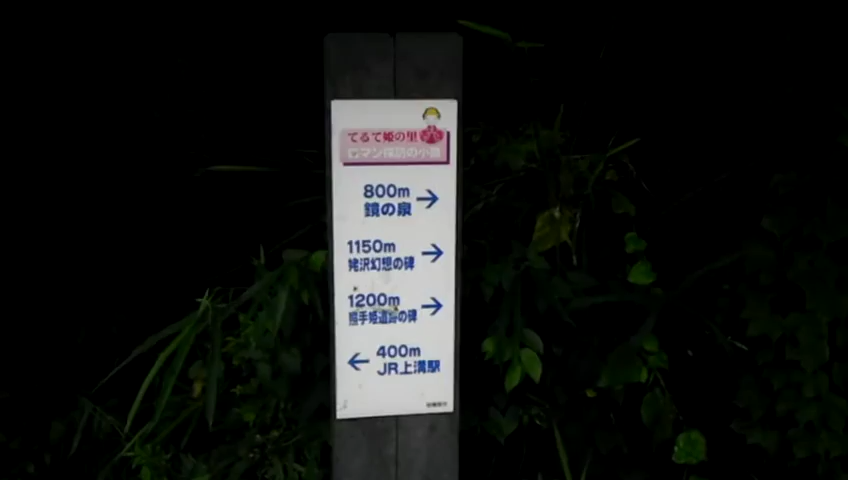 てるて姫の里
ロマン探訪の小路
800m
鏡の泉
1150m
姥沢幻想の碑
1200m
照手姫遺跡の碑
400m
JR上溝駅